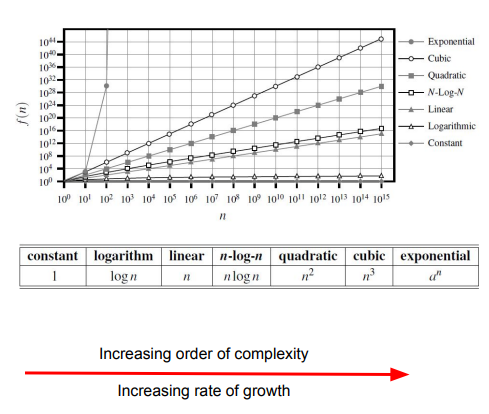 f(n)
10^44
10^40
10^36
10^32
10^28
10^24
10^20
10^16
10^12
10^8
10^4
10^0
10^0 10^1 10^2 10^3 10^4 10^5 10^6 10^7 10^8 10^9 10^10 10^11 10^12 10^13 10^14 10^15
n
Exponential
Cubic
Quadratic
N-Log-N
Linear
Logarithmic
Constant
constant logarithm linear n-log-n quadratic cubic exponential
1 log n n n log n n^2 n^3 a^n
Increasing order of complexity
Increasing rate of growth